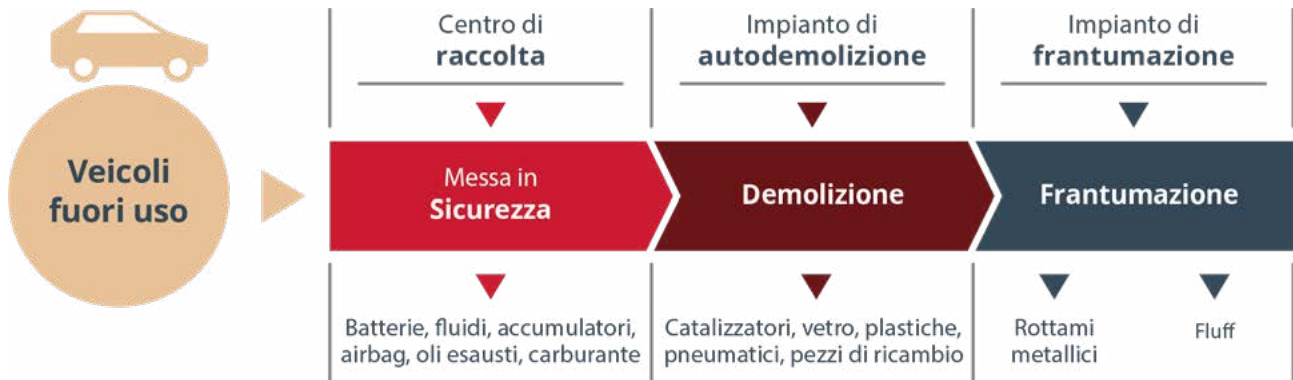 Veicoli
fuori uso
Centro di
raccolta
Messa in
Sicurezza
Batterie, fluidi, accumulatori,
airbag, oli esausti, carburante
Impianto di
autodemolizione
Demolizione
Catalizzatori, vetro, plastiche,
pneumatici, pezzi di ricambio
Impianto di
frantumazione
Frantumazione
Rottami
metallici
Fluff